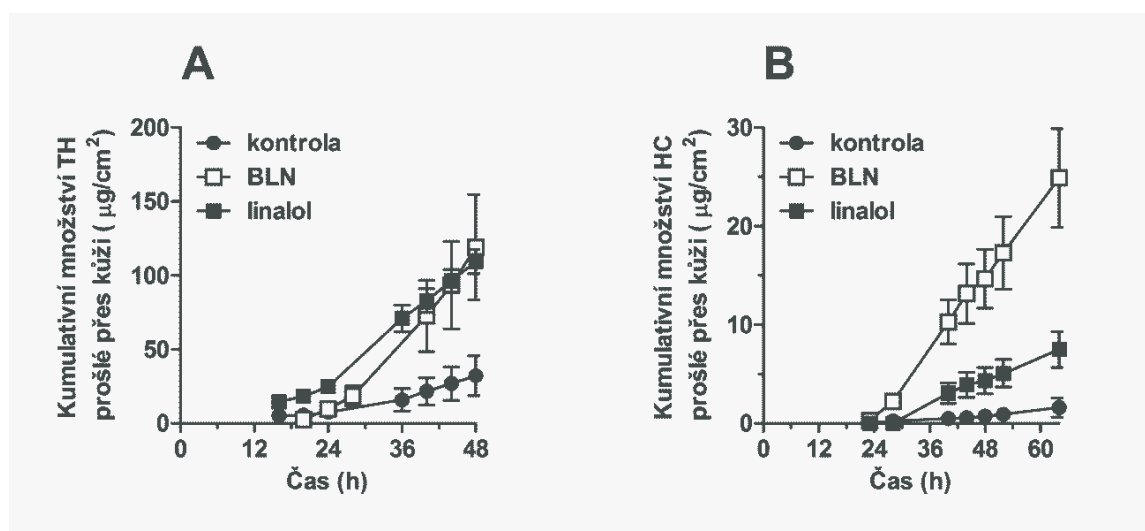 A
Kumulativní množství TH
prošlé přes kůži ( μg/cm²)
200
150
100
50
0
kontrola
BLN
linalol
0 12 24 36 48
Čas (h)
B
Kumulativní množství HC
prošlé přes kůži ( μg/cm²)
30
20
10
0
kontrola
BLN
linalol
0 12 24 36 48 60
Čas (h)